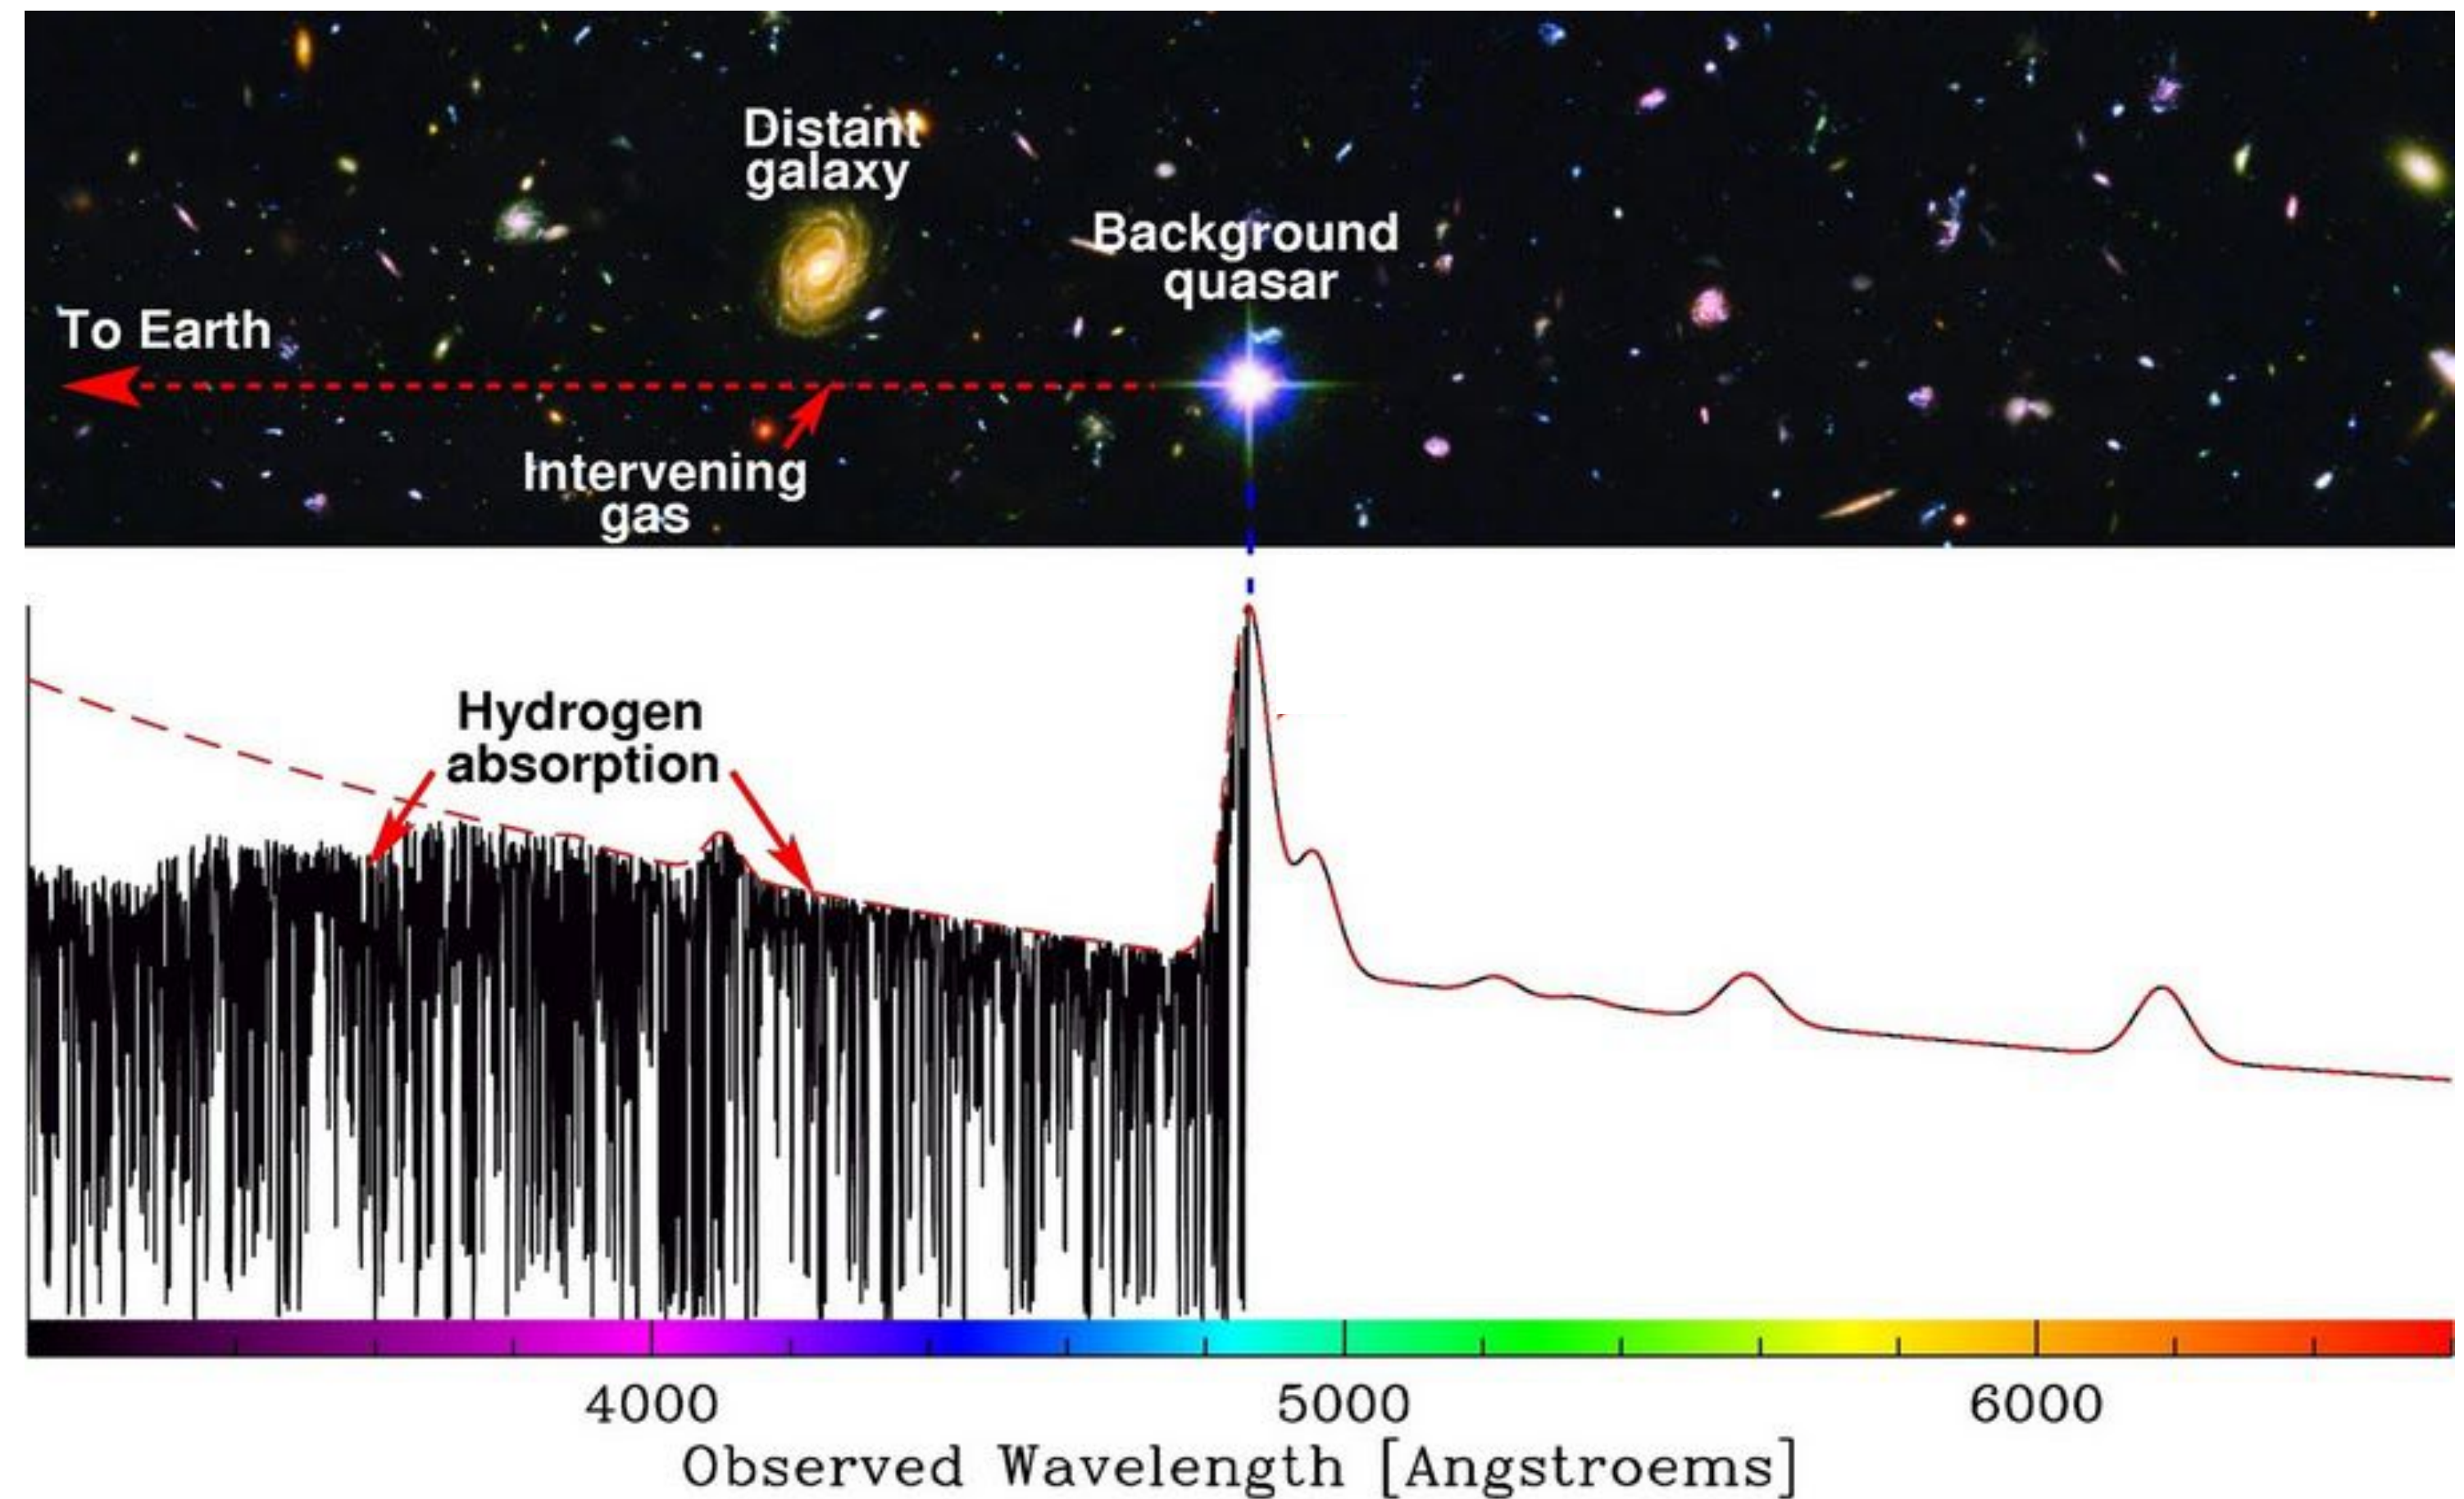 Distant
galaxy
Background
quasar
To Earth
Intervening
gas
Hydrogen
absorption
4000 5000 6000
Observed Wavelength [Angstroems]